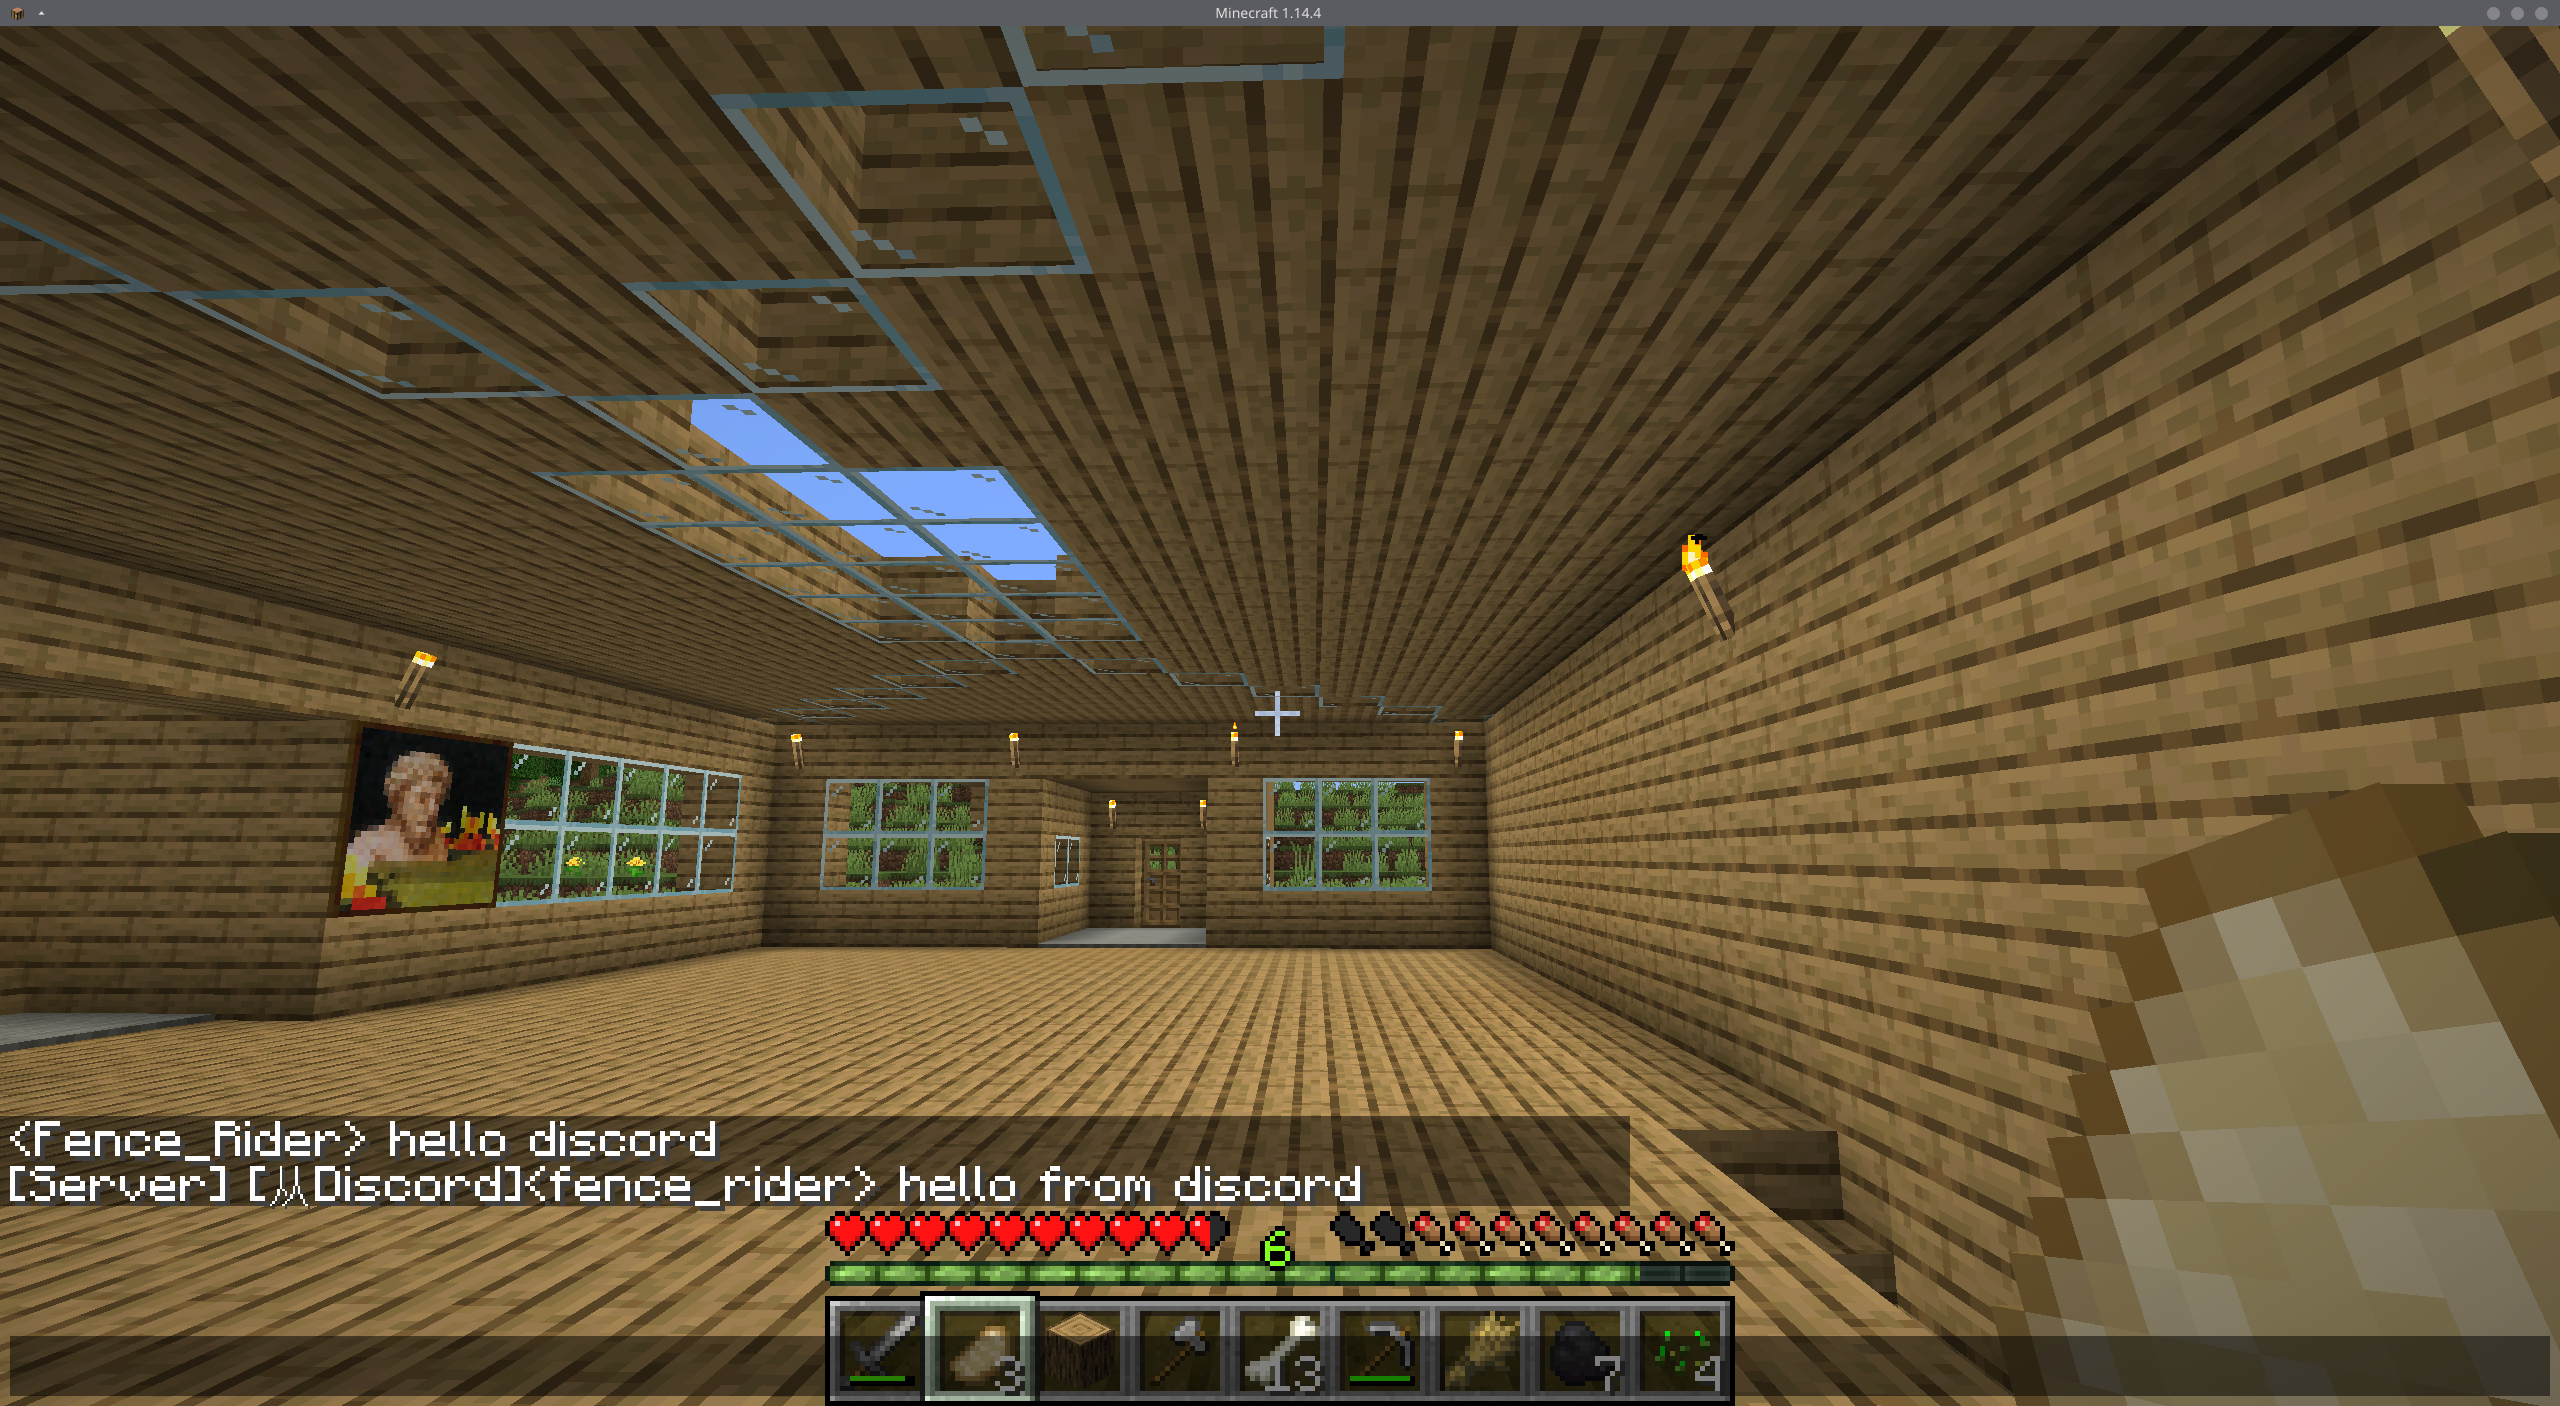 Minecraft 1.14.4
<Fence_Rider> hello discord
[Server] [Discord]<fence_rider> hello from discord
6
3 13 7 4